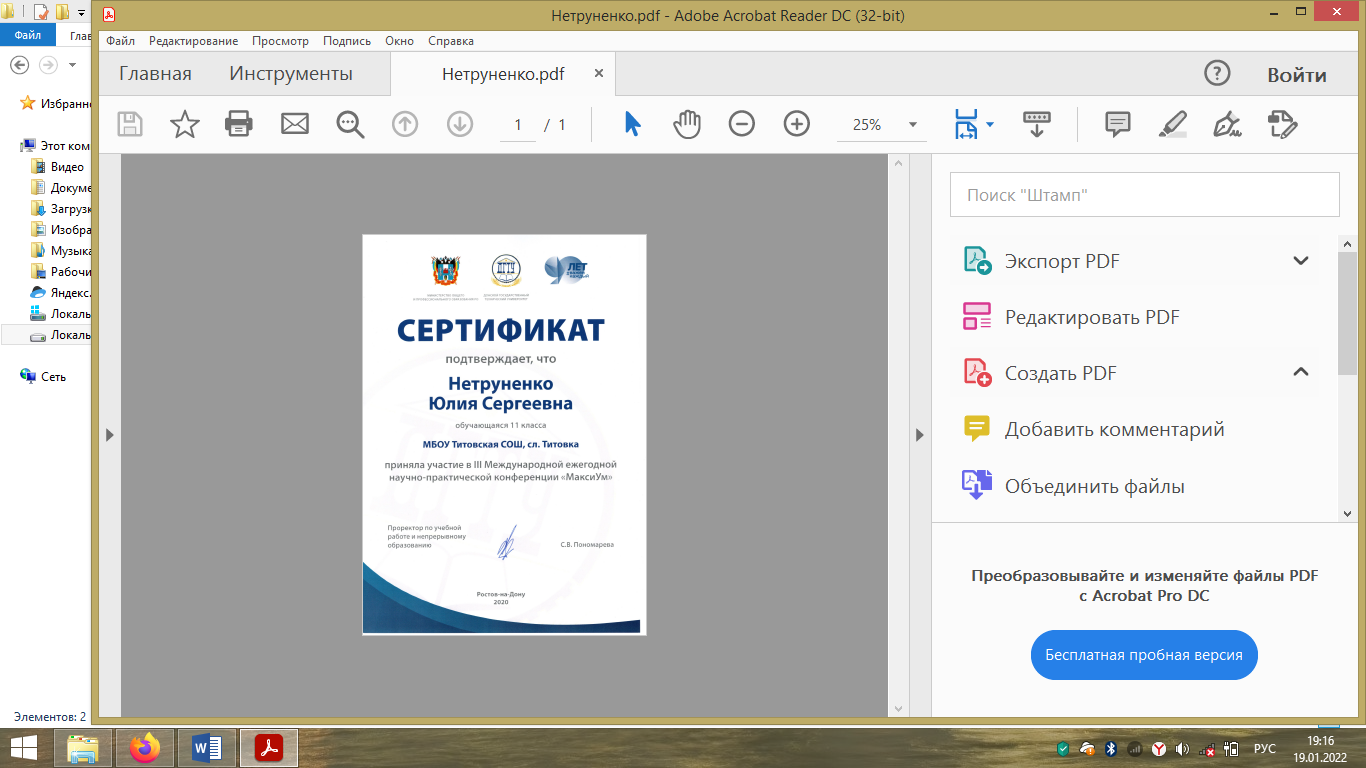 Нетруненко.pdf - Adobe Acrobat Reader DC (32-bit)
Файл
Глав
Файл Редактирование Просмотр Подпись Окно Справка
Главная Инструменты Нетруненко.pdf
Войти
1 / 1
25%
Избранно
Этот ком
Видео
Докуме
Загрузк
Изобра
Музыка
Рабочи
Яндекс.
Локаль
Локаль
Сеть
Элементов: 2
ДГТУ
ЛЕТ
СЕРТИФИКАТ
подтверждает, что
Нетруненко
Юлия Сергеевна
обучающаяся 11 класса
МБОУ Титовская СОШ, сл. Титовка
приняла участие в III Международной ежегодной
научно-практической конференции «МаксиУм»
Проректор по учебной
работе и непрерывному
образованию
С.В. Пономарева
Ростов-на-Дону
2020
Поиск "Штамп"
Экспорт PDF
Редактировать PDF
Создать PDF
Добавить комментарий
Объединить файлы
Преобразовывайте и изменяйте файлы PDF
с Acrobat Pro DC
Бесплатная пробная версия
РУС
19:16
19.01.2022